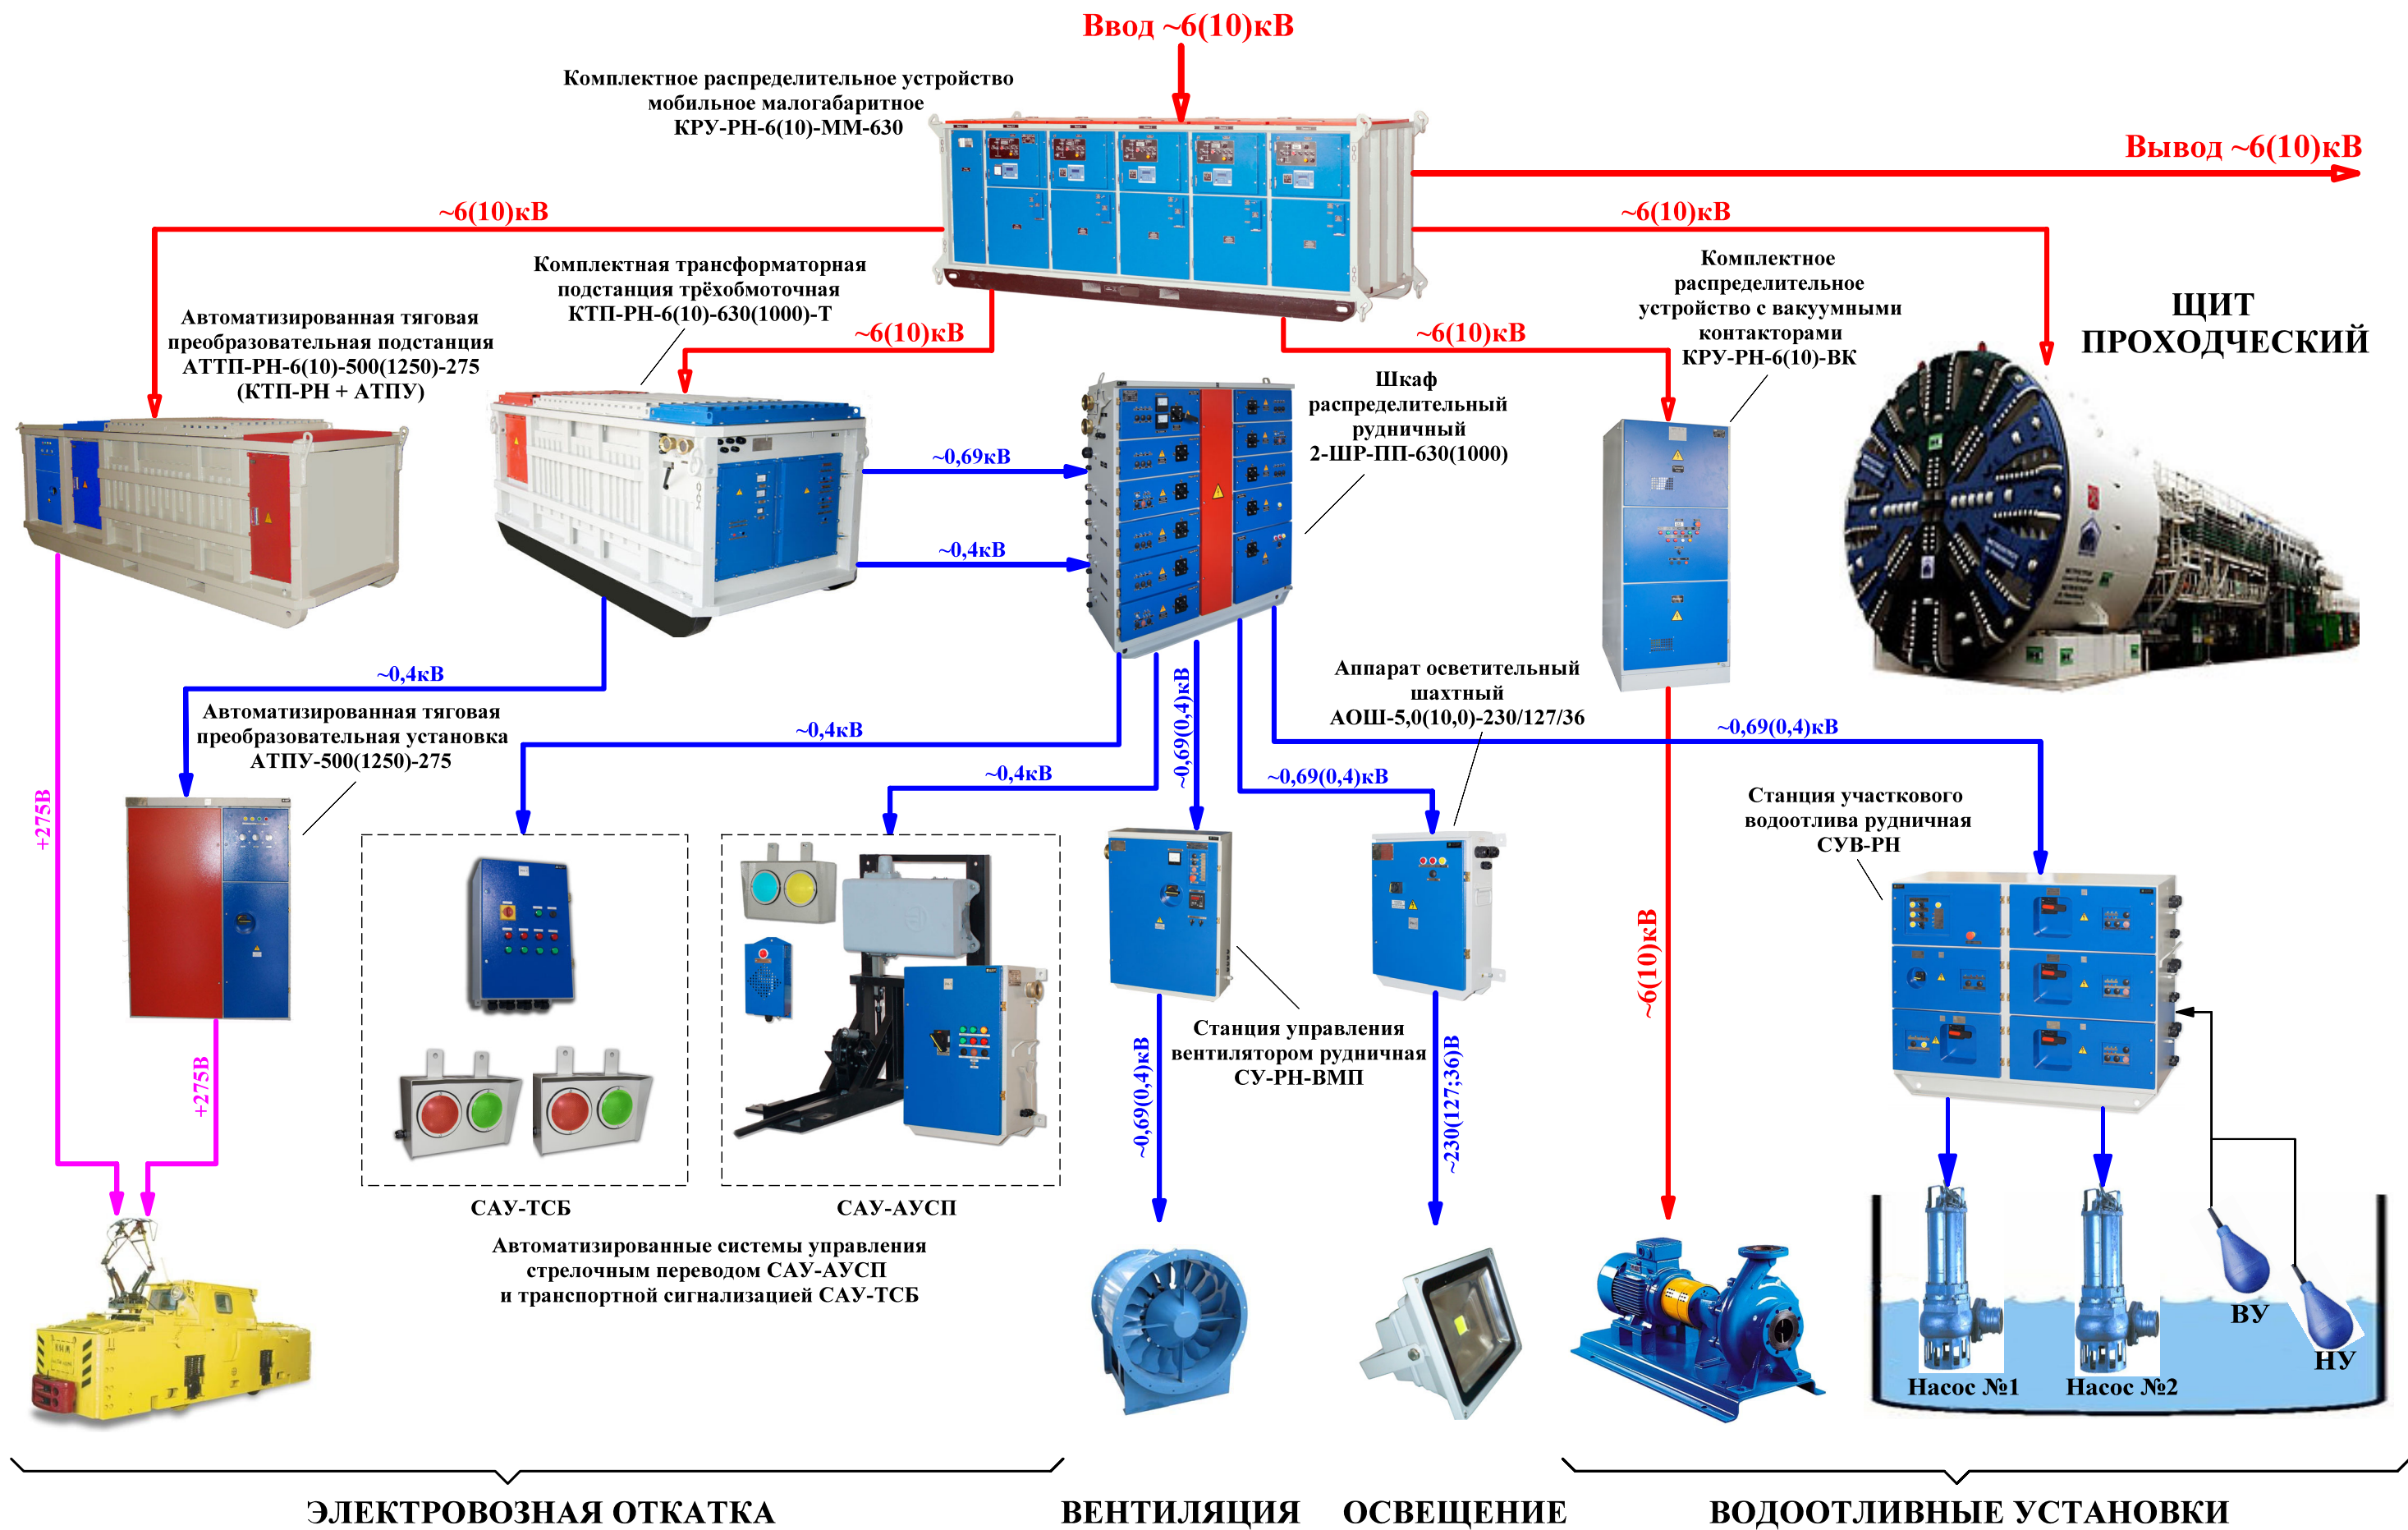 Ввод ~6(10)кВ
Комплектное распределительное устройство
мобильное малогабаритное
КРУ-РН-6(10)-ММ-630
Вывод ~6(10)кВ
~6(10)кВ
~6(10)кВ
Комплектная трансформаторная
подстанция трёхобмоточная
КТП-РН-6(10)-630(1000)-Т
Комплектное
распределительное
устройство с вакуумными
контакторами
КРУ-РН-6(10)-ВК
ЩИТ
ПРОХОДЧЕСКИЙ
Автоматизированная тяговая
преобразовательная подстанция
АТТП-РН-6(10)-500(1250)-275
(КТП-РН + АТПУ)
~6(10)кВ
~6(10)кВ
Шкаф
распределительный
рудничный
2-ШР-ПП-630(1000)
~0,69кВ
~0,4кВ
~0,4кВ
Автоматизированная тяговая
преобразовательная установка
АТПУ-500(1250)-275
~0,4кВ
~0,4кВ
~0,69(0,4)кВ
~0,69(0,4)кВ
Аппарат осветительный
шахтный
АОШ-5,0(10,0)-230/127/36
~0,69(0,4)кВ
Станция участкового
водоотлива рудничная
СУВ-РН
+275В
+275В
~6(10)кВ
Станция управления
вентилятором рудничная
СУ-РН-ВМП
~0,69(0,4)кВ
~230(127;36)В
САУ-ТСБ
САУ-АУСП
Автоматизированные системы управления
стрелочным переводом САУ-АУСП
и транспортной сигнализацией САУ-ТСБ
ВУ
НУ
Насос №1
Насос №2
ЭЛЕКТРОВОЗНАЯ ОТКАТКА
ВЕНТИЛЯЦИЯ
ОСВЕЩЕНИЕ
ВОДООТЛИВНЫЕ УСТАНОВКИ